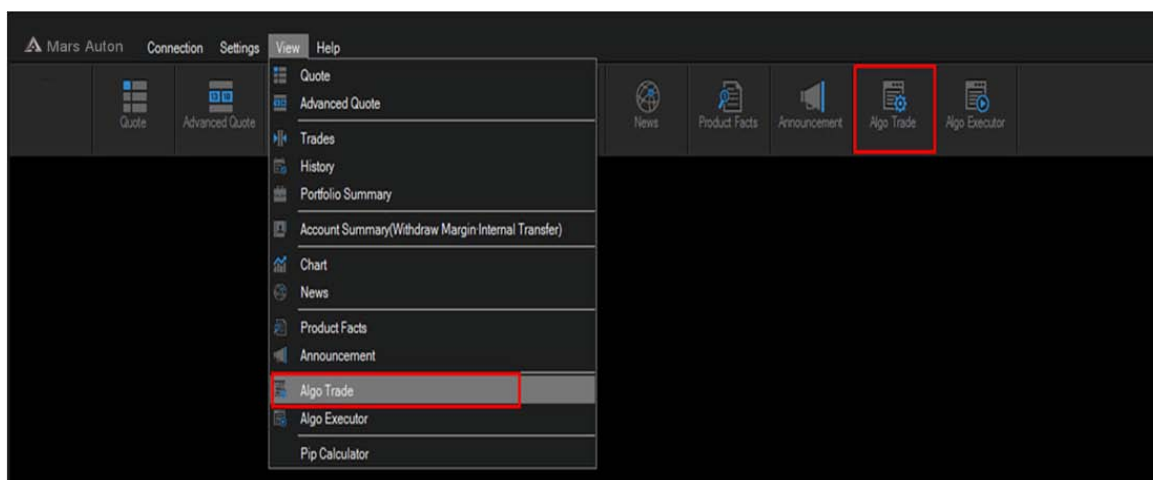 Mars Auton Connection Settings View Help
Quote
Advanced Quote
News
Product Facts
Announcement
Algo Trade
Algo Executor
Quote
Advanced Quote
Trades
History
Portfolio Summary
Account Summary(Withdraw Margin·Internal Transfer)
Chart
News
Product Facts
Announcement
Algo Trade
Algo Executor
Pip Calculator